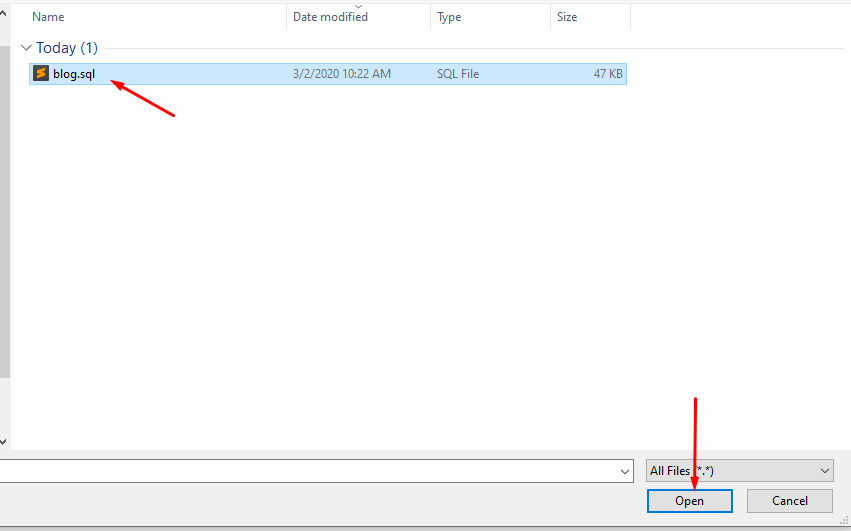 Name Date modified Type Size
Today (1)
blog.sql 3/2/2020 10:22 AM SQL File 47 KB
All Files (*.*)
Open Cancel